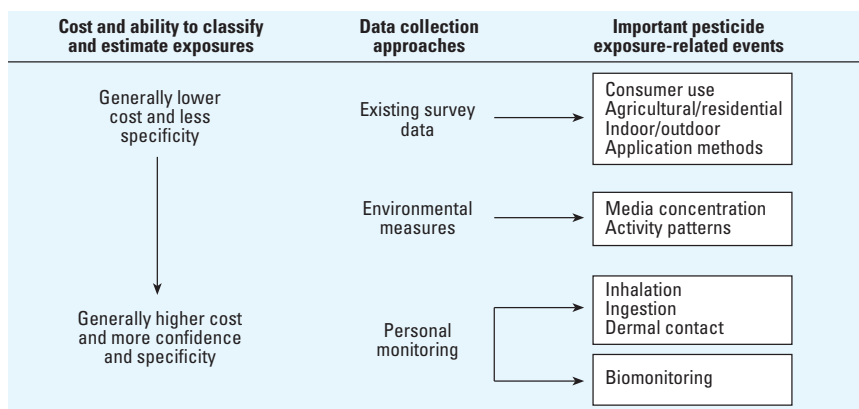 Cost and ability to classify
and estimate exposures
Data collection
approaches
Important pesticide
exposure-related events
Generally lower
cost and less
specificity
Existing survey
data
Consumer use
Agricultural/residential
Indoor/outdoor
Application methods
Environmental
measures
Media concentration
Activity patterns
Generally higher cost
and more confidence
and specificity
Personal
monitoring
Inhalation
Ingestion
Dermal contact
Biomonitoring